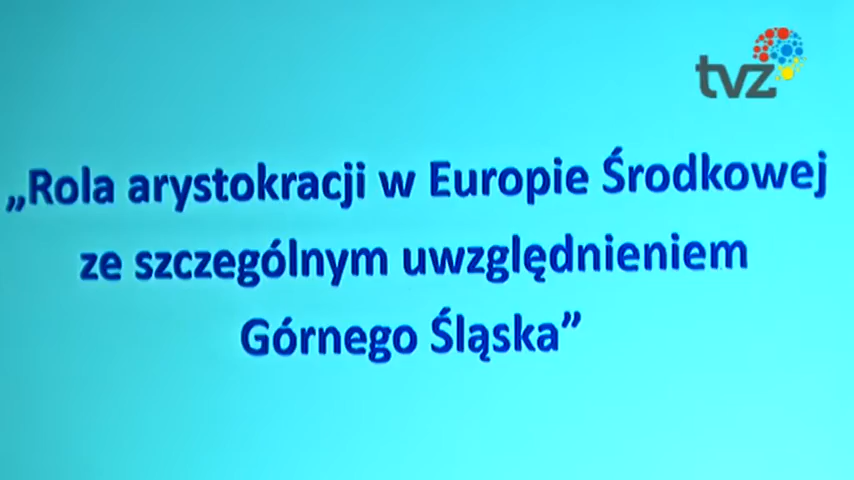 tvz
„Rola arystokracji w Europie Środkowej
ze szczególnym uwzględnieniem
Górnego Śląska”